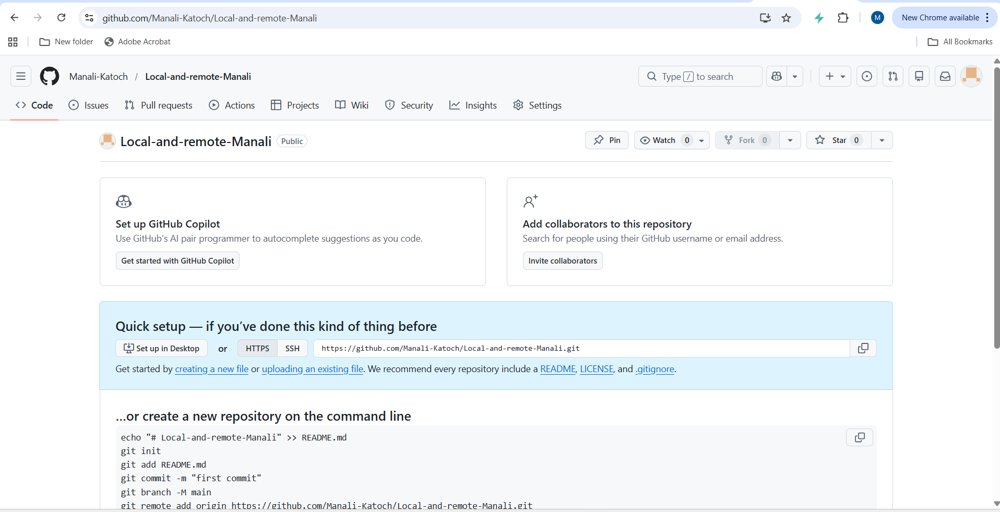 github.com/Manali-Katoch/Local-and-remote-Manali
M
New Chrome available
New folder
Adobe Acrobat
All Bookmarks
Manali-Katoch / Local-and-remote-Manali
Type / to search
Code
Issues
Pull requests
Actions
Projects
Wiki
Security
Insights
Settings
Local-and-remote-Manali Public
Pin
Watch 0
Fork 0
Star 0
Set up GitHub Copilot
Use GitHub's AI pair programmer to autocomplete suggestions as you code.
Get started with GitHub Copilot
Add collaborators to this repository
Search for people using their GitHub username or email address.
Invite collaborators
Quick setup — if you’ve done this kind of thing before
Set up in Desktop or HTTPS SSH https://github.com/Manali-Katoch/Local-and-remote-Manali.git
Get started by creating a new file or uploading an existing file. We recommend every repository include a README, LICENSE, and .gitignore.
…or create a new repository on the command line
echo "# Local-and-remote-Manali" >> README.md
git init
git add README.md
git commit -m "first commit"
git branch -M main
git remote add origin https://github.com/Manali-Katoch/Local-and-remote-Manali.git